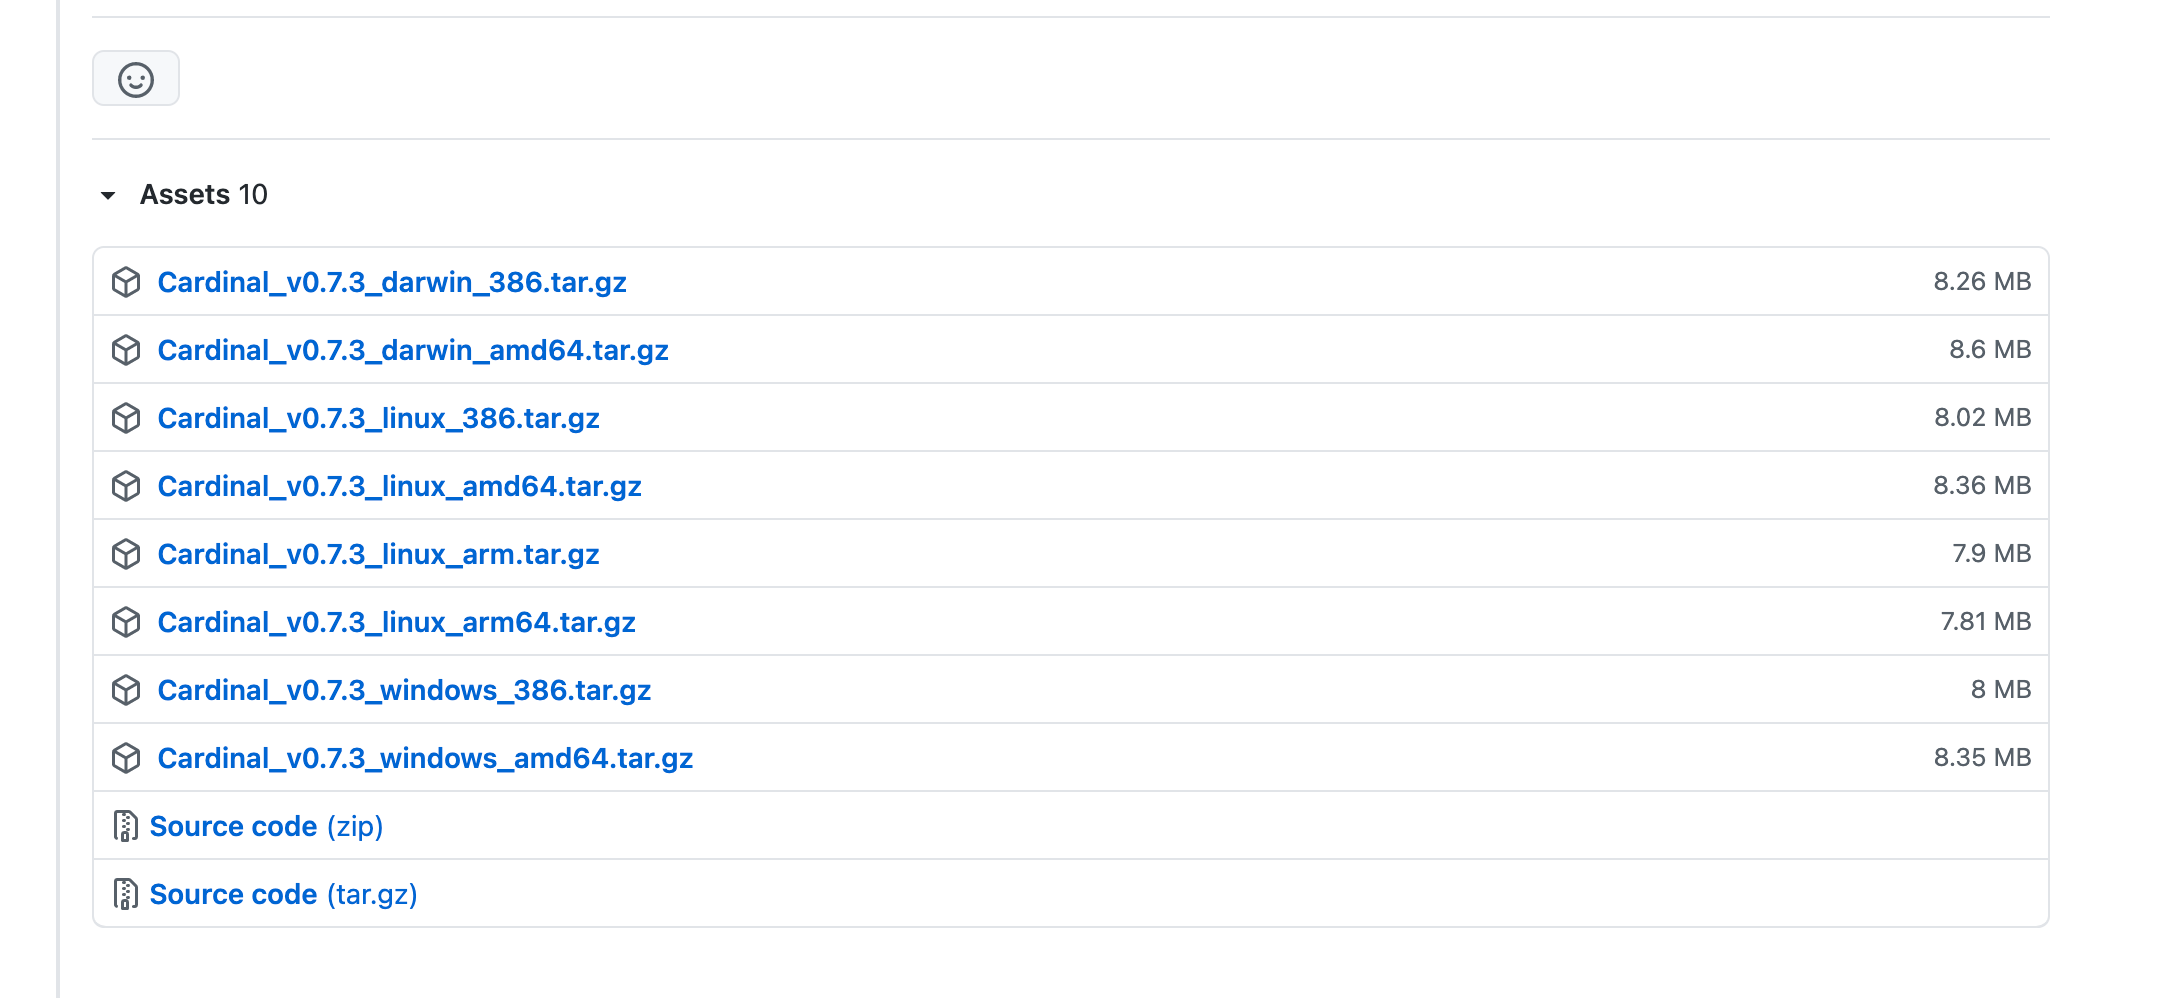 Assets 10
Cardinal_v0.7.3_darwin_386.tar.gz 8.26 MB
Cardinal_v0.7.3_darwin_amd64.tar.gz 8.6 MB
Cardinal_v0.7.3_linux_386.tar.gz 8.02 MB
Cardinal_v0.7.3_linux_amd64.tar.gz 8.36 MB
Cardinal_v0.7.3_linux_arm.tar.gz 7.9 MB
Cardinal_v0.7.3_linux_arm64.tar.gz 7.81 MB
Cardinal_v0.7.3_windows_386.tar.gz 8 MB
Cardinal_v0.7.3_windows_amd64.tar.gz 8.35 MB
Source code (zip)
Source code (tar.gz)